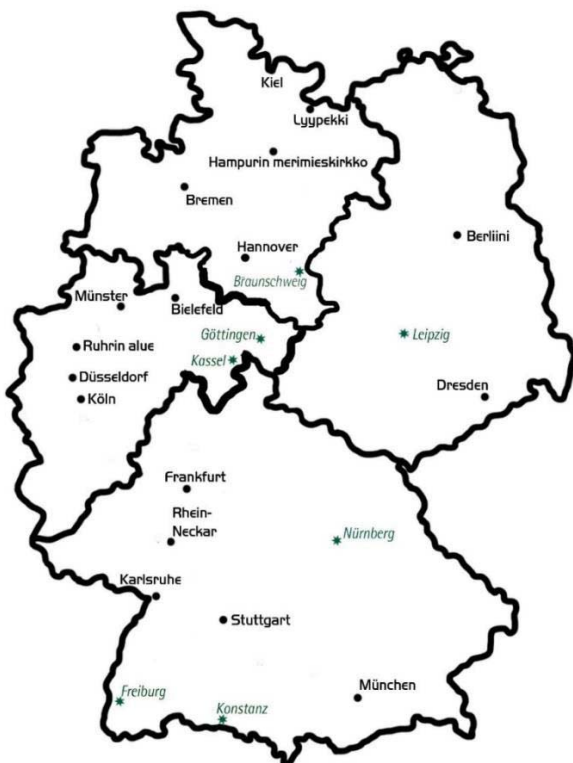 Kiel
Lyypekki
Hampurin merimieskirkko
Bremen
Berliini
Hannover
Braunschweig
Münster
Bielefeld
Göttingen
Leipzig
Ruhrin alue
Kassel
Düsseldorf
Köln
Dresden
Frankfurt
Rhein-
Neckar
Nürnberg
Karlsruhe
Stuttgart
Freiburg
München
Konstanz